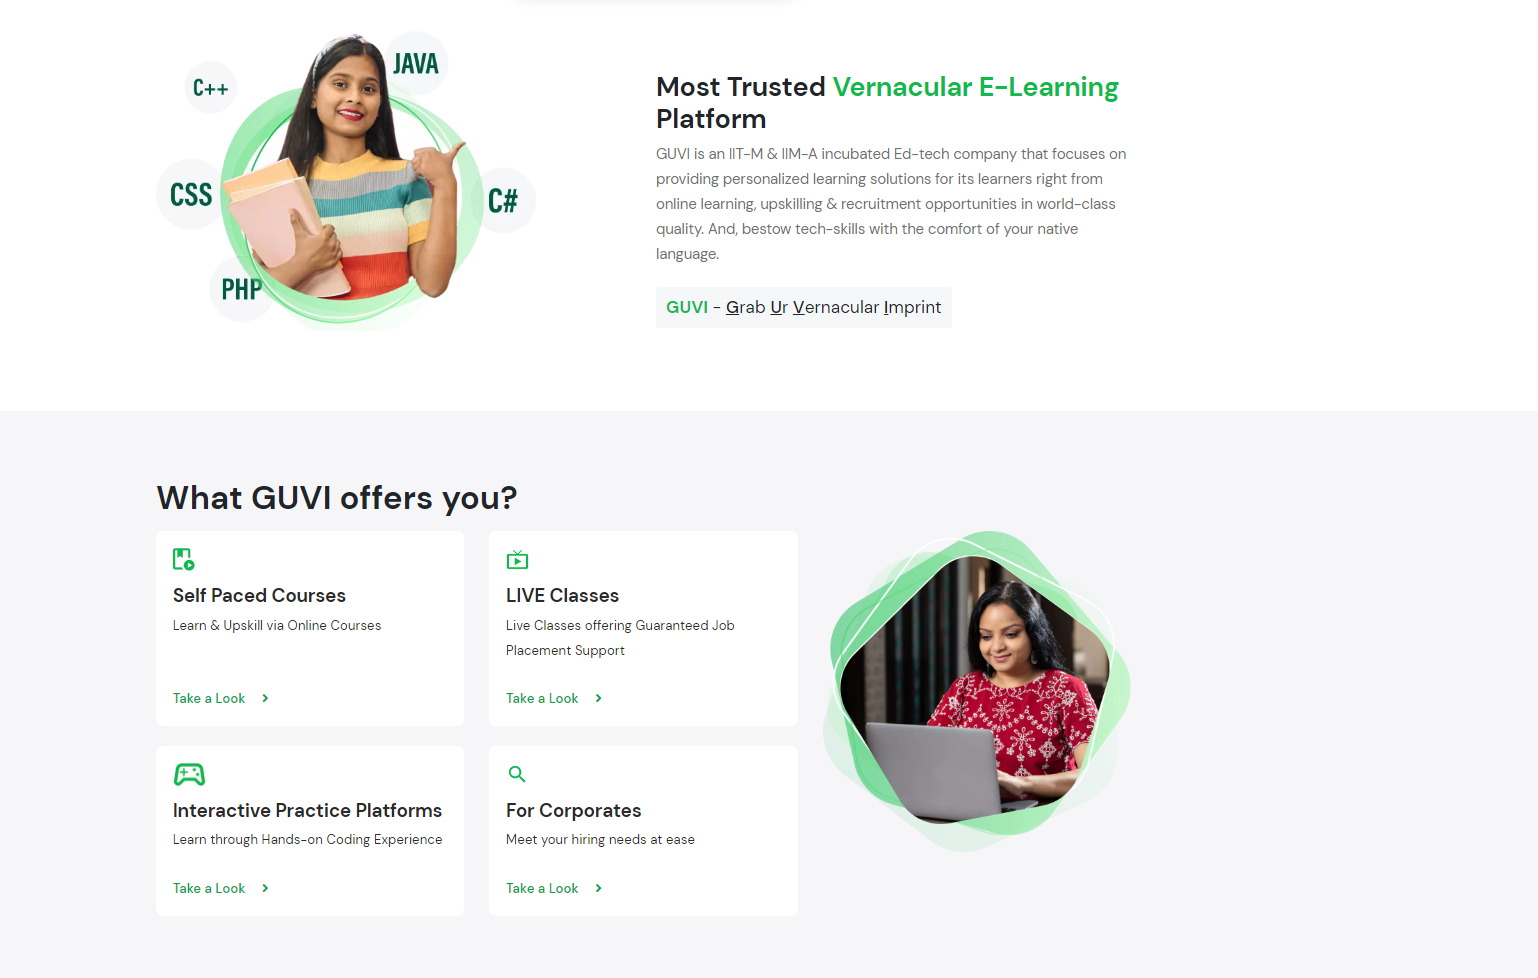 JAVA
C++
CSS
C#
PHP
Most Trusted Vernacular E-Learning
Platform
GUVI is an IIT-M & IIM-A incubated Ed-tech company that focuses on
providing personalized learning solutions for its learners right from
online learning, upskilling & recruitment opportunities in world-class
quality. And, bestow tech-skills with the comfort of your native
language.
GUVI - Grab Ur Vernacular Imprint
What GUVI offers you?
Self Paced Courses
Learn & Upskill via Online Courses
Take a Look
LIVE Classes
Live Classes offering Guaranteed Job
Placement Support
Take a Look
Interactive Practice Platforms
Learn through Hands-on Coding Experience
Take a Look
For Corporates
Meet your hiring needs at ease
Take a Look